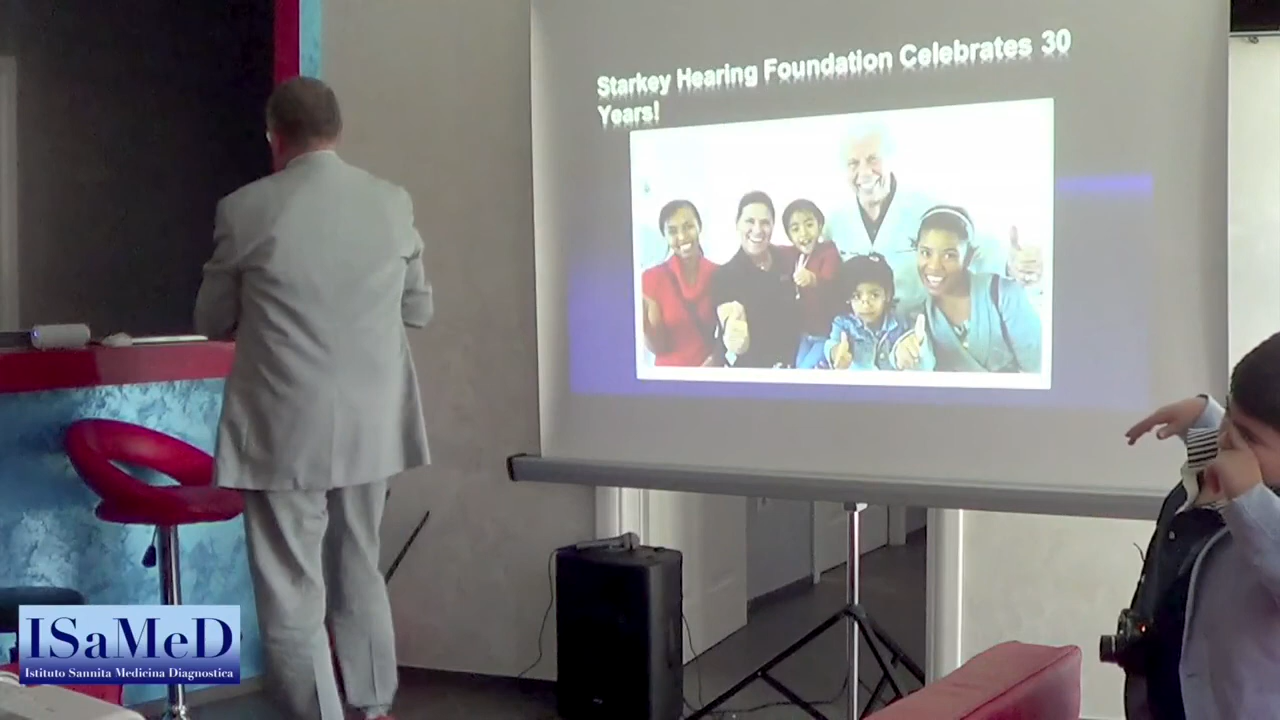 Starkey Hearing Foundation Celebrates 30
Years!
ISaMeD
Istituto Sannita Medicina Diagnostica